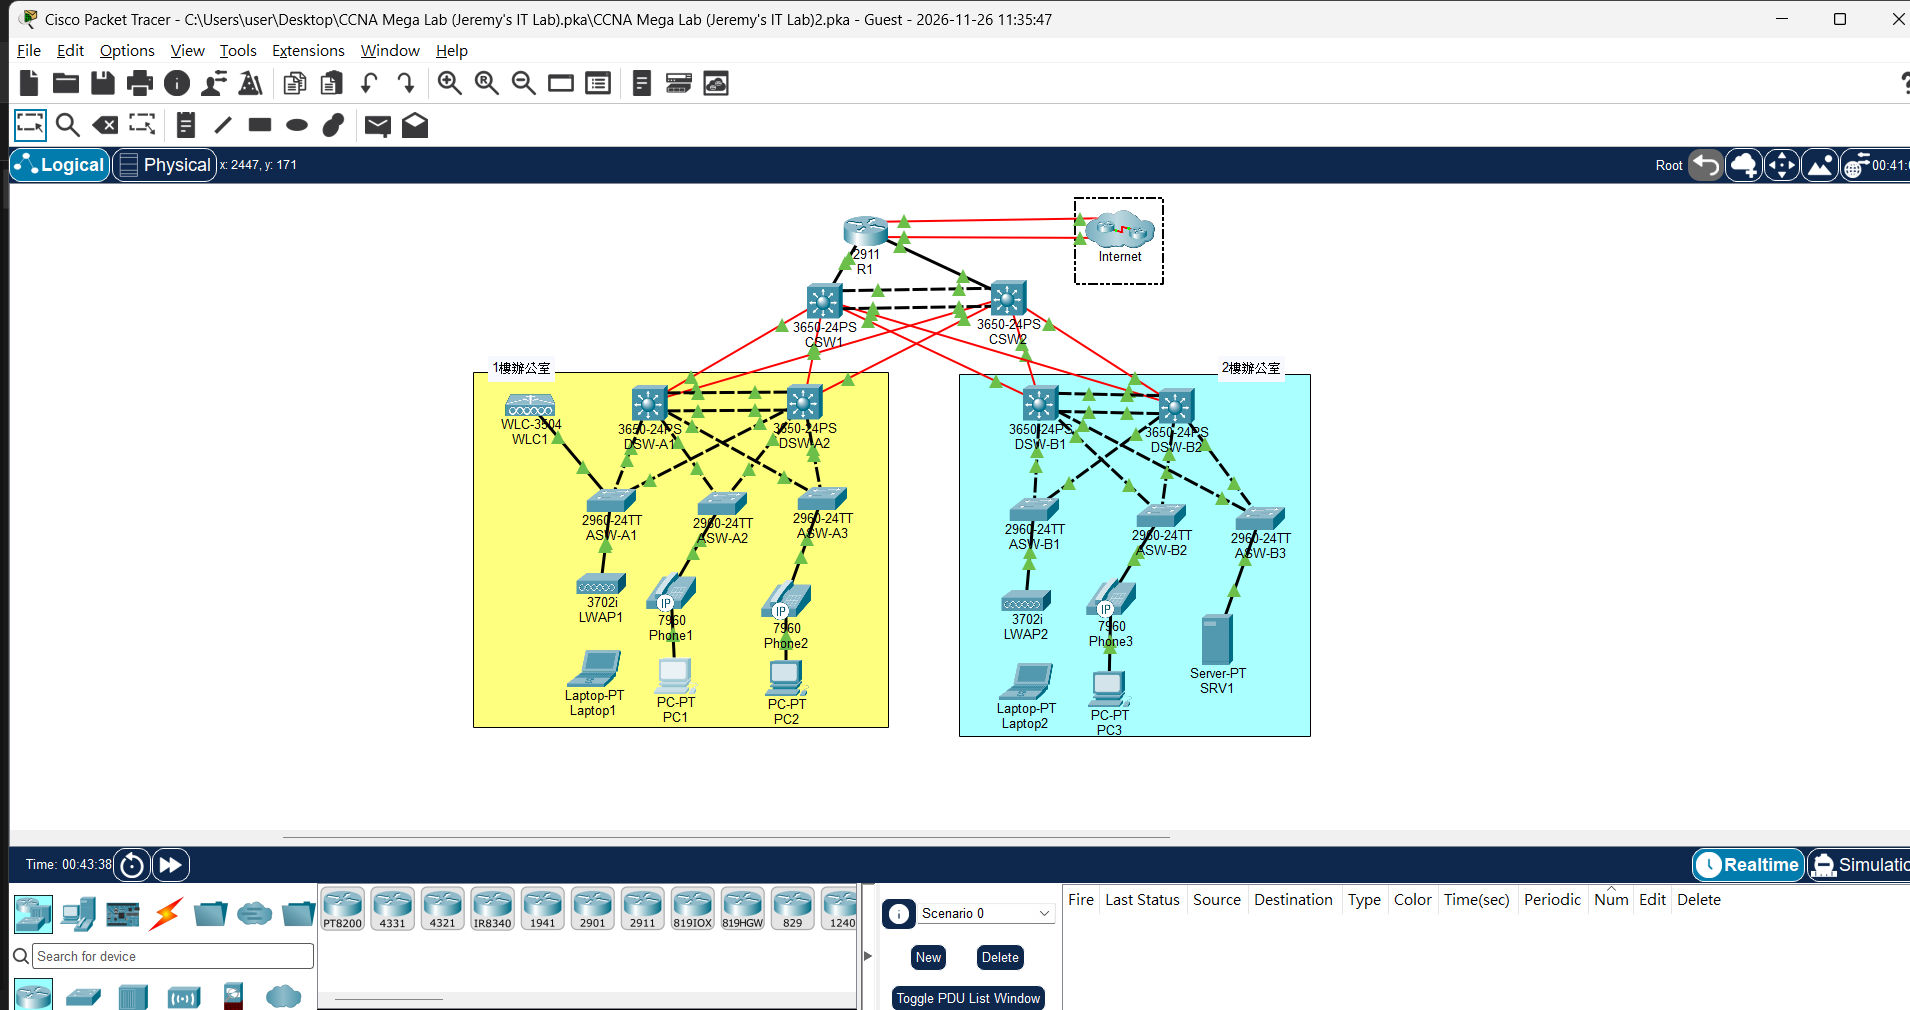 Cisco Packet Tracer - C:\Users\user\Desktop\CCNA Mega Lab (Jeremy's IT Lab).pka\CCNA Mega Lab (Jeremy's IT Lab)2.pka - Guest - 2026-11-26 11:35:47
File Edit Options View Tools Extensions Window Help
Logical Physical x: 2447, y: 171 Root 00:41:
Internet
2911
R1
3650-24PS
CSW1
3650-24PS
CSW2
1樓辦公室
WLC-3504
WLC1
3650-24PS
DSW-A1
3650-24PS
DSW-A2
2960-24TT
ASW-A1
2960-24TT
ASW-A2
2960-24TT
ASW-A3
3702i
LWAP1
IP
7960
Phone1
IP
7960
Phone2
Laptop-PT
Laptop1
PC-PT
PC1
PC-PT
PC2
2樓辦公室
3650-24PS
DSW-B1
3650-24PS
DSW-B2
2960-24TT
ASW-B1
2960-24TT
ASW-B2
2960-24TT
ASW-B3
3702i
LWAP2
IP
7960
Phone3
Server-PT
SRV1
Laptop-PT
Laptop2
PC-PT
PC3
Time: 00:43:38 Realtime Simulatio
PT8200 4331 4321 IR8340 1941 2901 2911 819IOX 819HGW 829 1240
Search for device
Scenario 0
New Delete
Toggle PDU List Window
Fire Last Status Source Destination Type Color Time(sec) Periodic Num Edit Delete